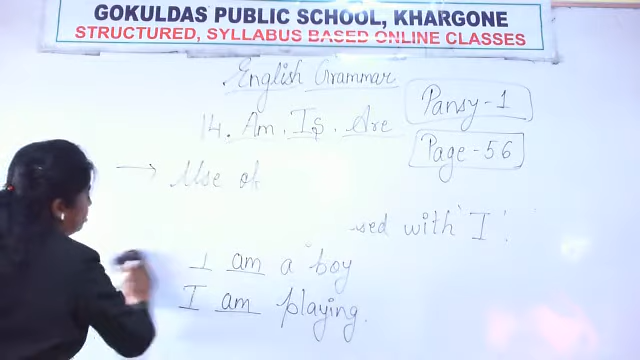 GOKULDAS PUBLIC SCHOOL, KHARGONE
STRUCTURED, SYLLABUS BASED ONLINE CLASSES
English Grammar
Pansy-1
14. Am Is Are
Page-56
→ Use of
sed with 'I'.
I am a boy
I am playing.